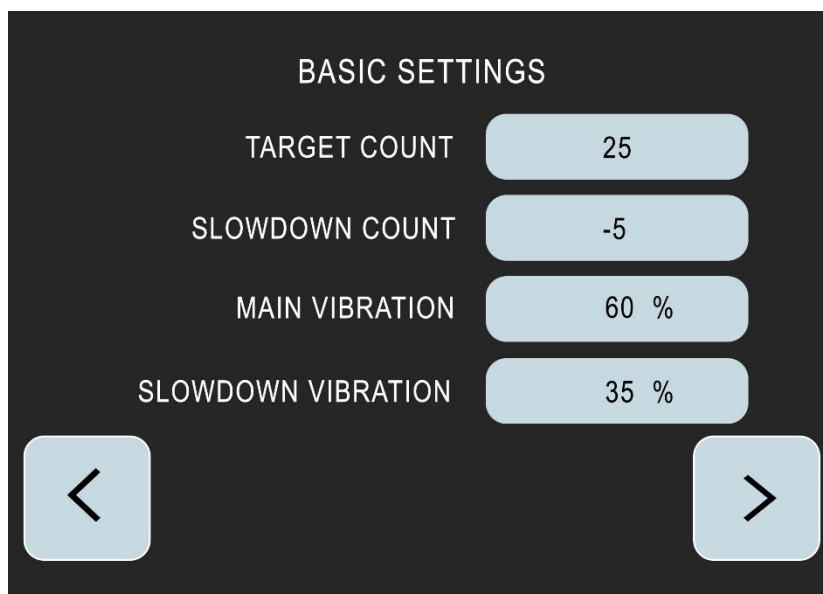 BASIC SETTINGS
TARGET COUNT 25
SLOWDOWN COUNT -5
MAIN VIBRATION 60 %
SLOWDOWN VIBRATION 35 %
< >